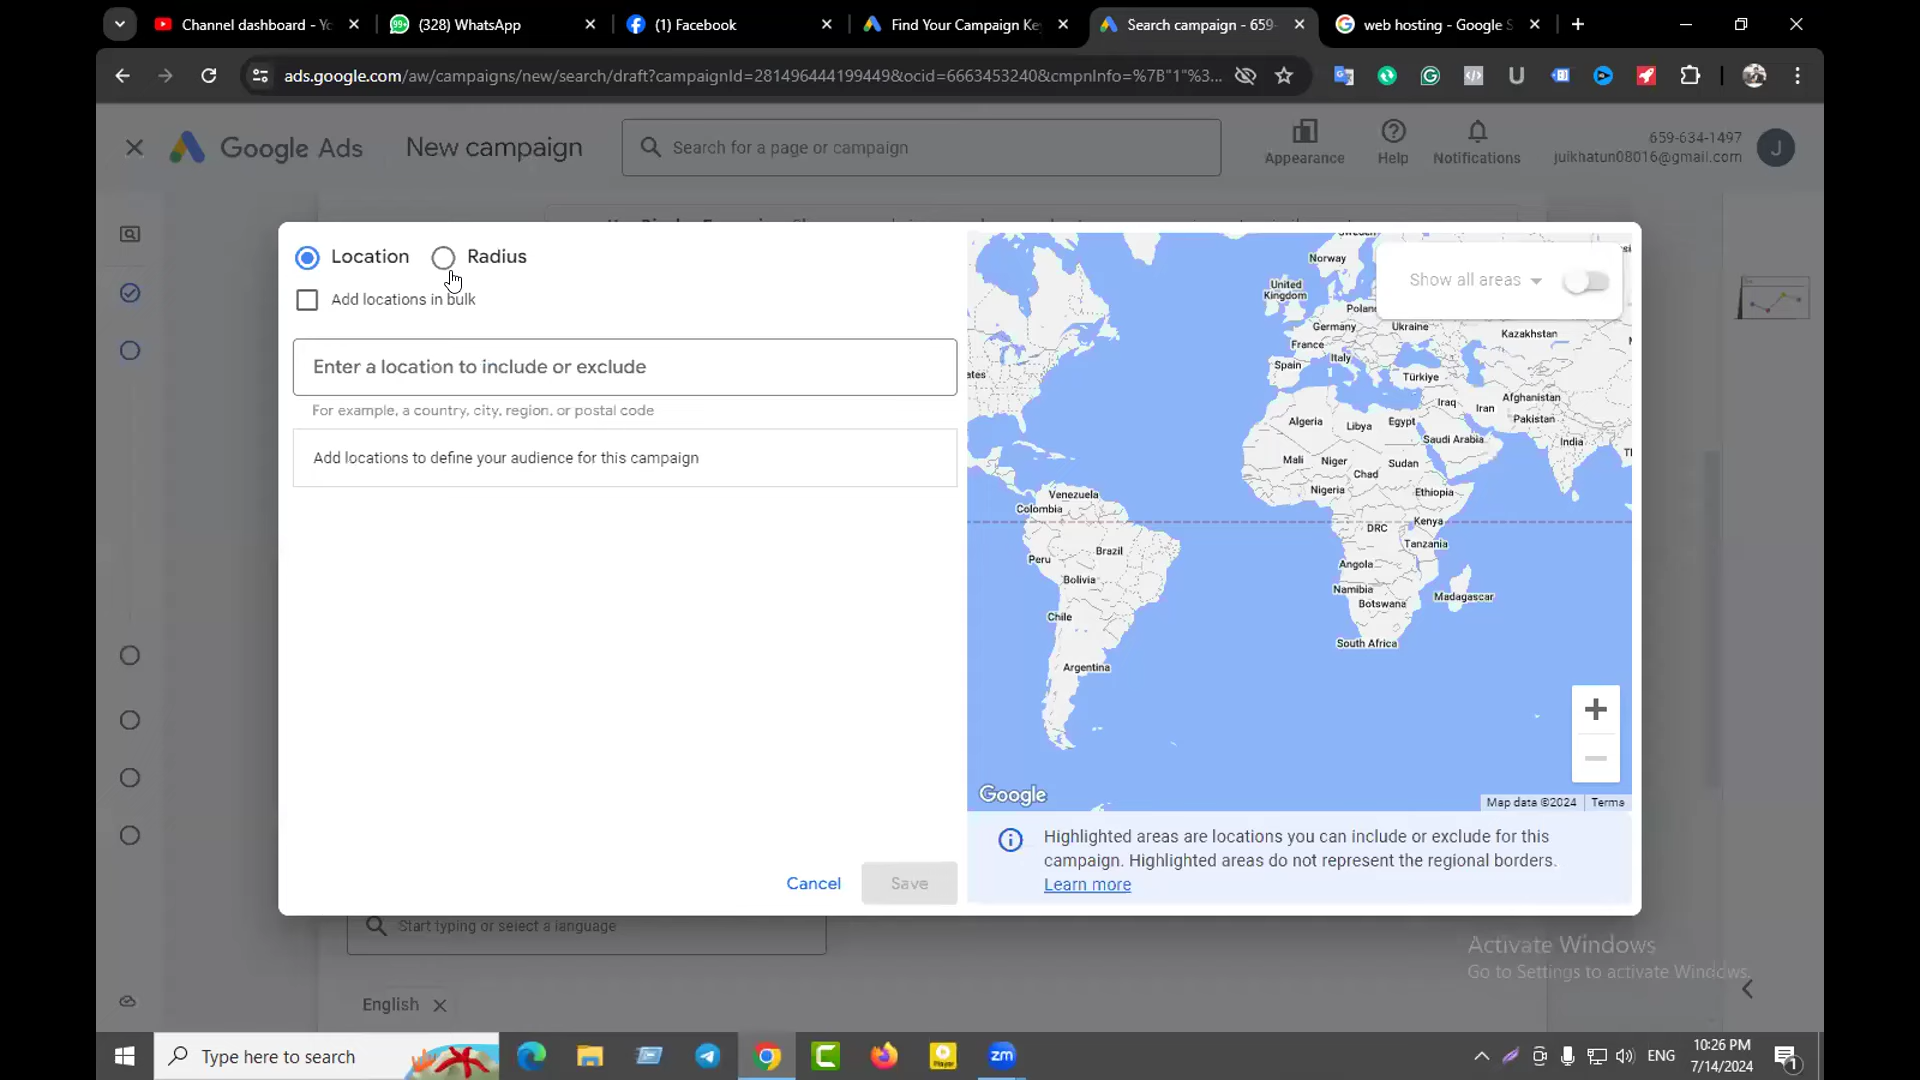 Channel dashboard - Yo
(328) WhatsApp
(1) Facebook
Find Your Campaign Ke
Search campaign - 659-
web hosting - Google S
ads.google.com/aw/campaigns/new/search/draft?campaignId=281496444199449&ocid=6663453240&cmpnInfo=%7B"1"%3...
Google Ads
New campaign
Search for a page or campaign
Appearance
Help
Notifications
659-634-1497
juikhatun08016@gmail.com
J
Location
Radius
Add locations in bulk
Enter a location to include or exclude
For example, a country, city, region, or postal code
Add locations to define your audience for this campaign
Cancel
Save
Show all areas
Norway
United
Kingdom
Poland
Germany
Ukraine
Kazakhstan
France
Italy
Spain
Türkiye
ates
Iraq
Iran
Afghanistan
Pakistan
Algeria
Libya
Egypt
Saudi Arabia
India
Mali
Niger
Chad
Sudan
Nigeria
Ethiopia
Venezuela
Colombia
DRC
Kenya
Tanzania
Brazil
Peru
Angola
Bolivia
Namibia
Botswana
Madagascar
Chile
South Africa
Argentina
Google
Map data ©2024
Terms
Highlighted areas are locations you can include or exclude for this
campaign. Highlighted areas do not represent the regional borders.
Learn more
Start typing or select a language
English
Activate Windows
Go to Settings to activate Windows.
Type here to search
zm
ENG
10:26 PM
7/14/2024
1